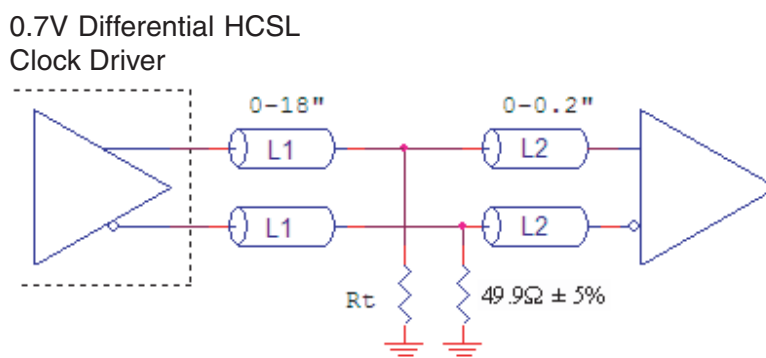 0.7V Differential HCSL
Clock Driver
0-18"
0-0.2"
L1
L2
L1
L2
Rt
49.9Ω ± 5%